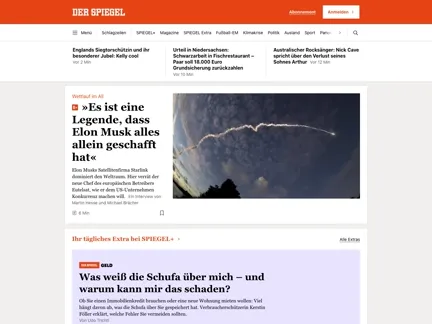 DER SPIEGEL
Abonnement
Anmelden
Menü
Schlagzeilen
SPIEGEL+
Magazine
SPIEGEL Extra
Fußball-EM
Klimakrise
Politik
Ausland
Sport
Englands Siegtorschützin und ihr
besonderer Jubel: Kelly cool
Vor 2 Min
Urteil in Niedersachsen:
Schwarzarbeit in Fischrestaurant –
Paar soll 18.000 Euro
Grundsicherung zurückzahlen
Vor 10 Min
Australischer Rocksänger: Nick Cave
spricht über den Verlust seines
Sohnes Arthur Vor 12 Min
Wettlauf im All
»Es ist eine
Legende, dass
Elon Musk alles
allein geschafft
hat«
Elon Musks Satellitenfirma Starlink
dominiert den Weltraum. Hier verrät der
neue Chef des europäischen Betreibers
Eutelsat, wie er dem US-Unternehmen
Konkurrenz machen will. Ein Interview von
Martin Hesse und Michael Brächer
8 Min
Ihr tägliches Extra bei SPIEGEL+
Alle Extras
GELD
Was weiß die Schufa über mich – und
warum kann mir das schaden?
Ob Sie einen Immobilienkredit brauchen oder eine neue Wohnung mieten wollen: Viel
hängt davon ab, was die Schufa über Sie gespeichert hat. Verbraucherschützerin Kerstin
Föller erklärt, welche Fehler Sie vermeiden sollten.